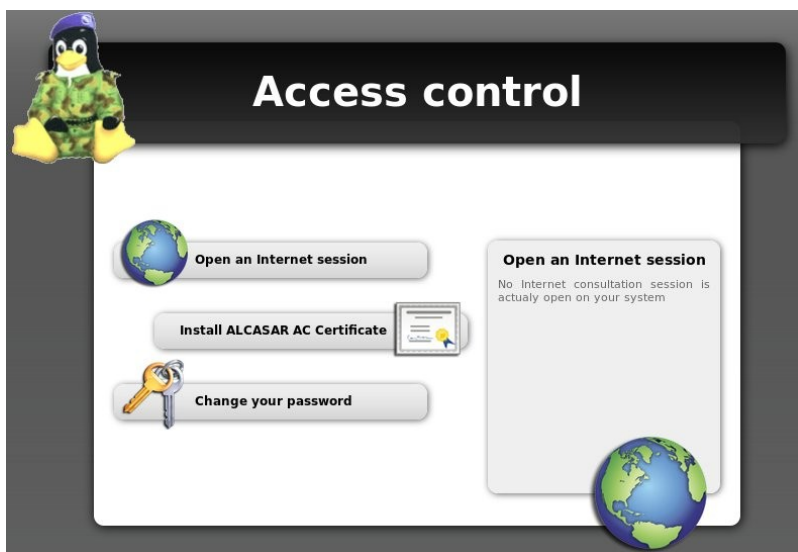 Access control
Open an Internet session
Install ALCASAR AC Certificate
Change your password
Open an Internet session
No Internet consultation session is
actualy open on your system